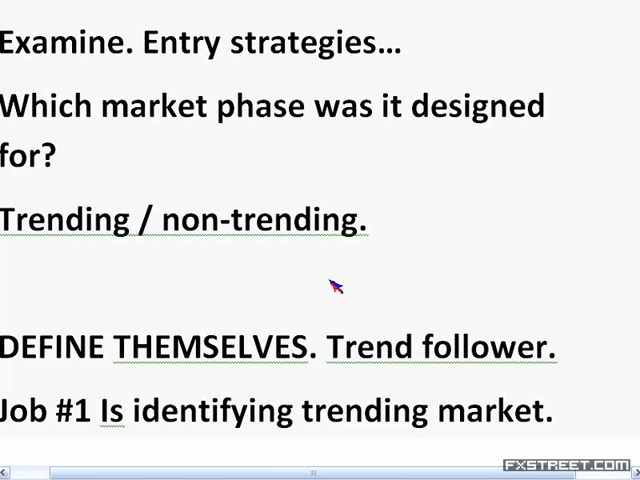 Examine. Entry strategies…
Which market phase was it designed
for?
Trending / non-trending.
DEFINE THEMSELVES. Trend follower.
Job #1 Is identifying trending market.
FXSTREET.COM